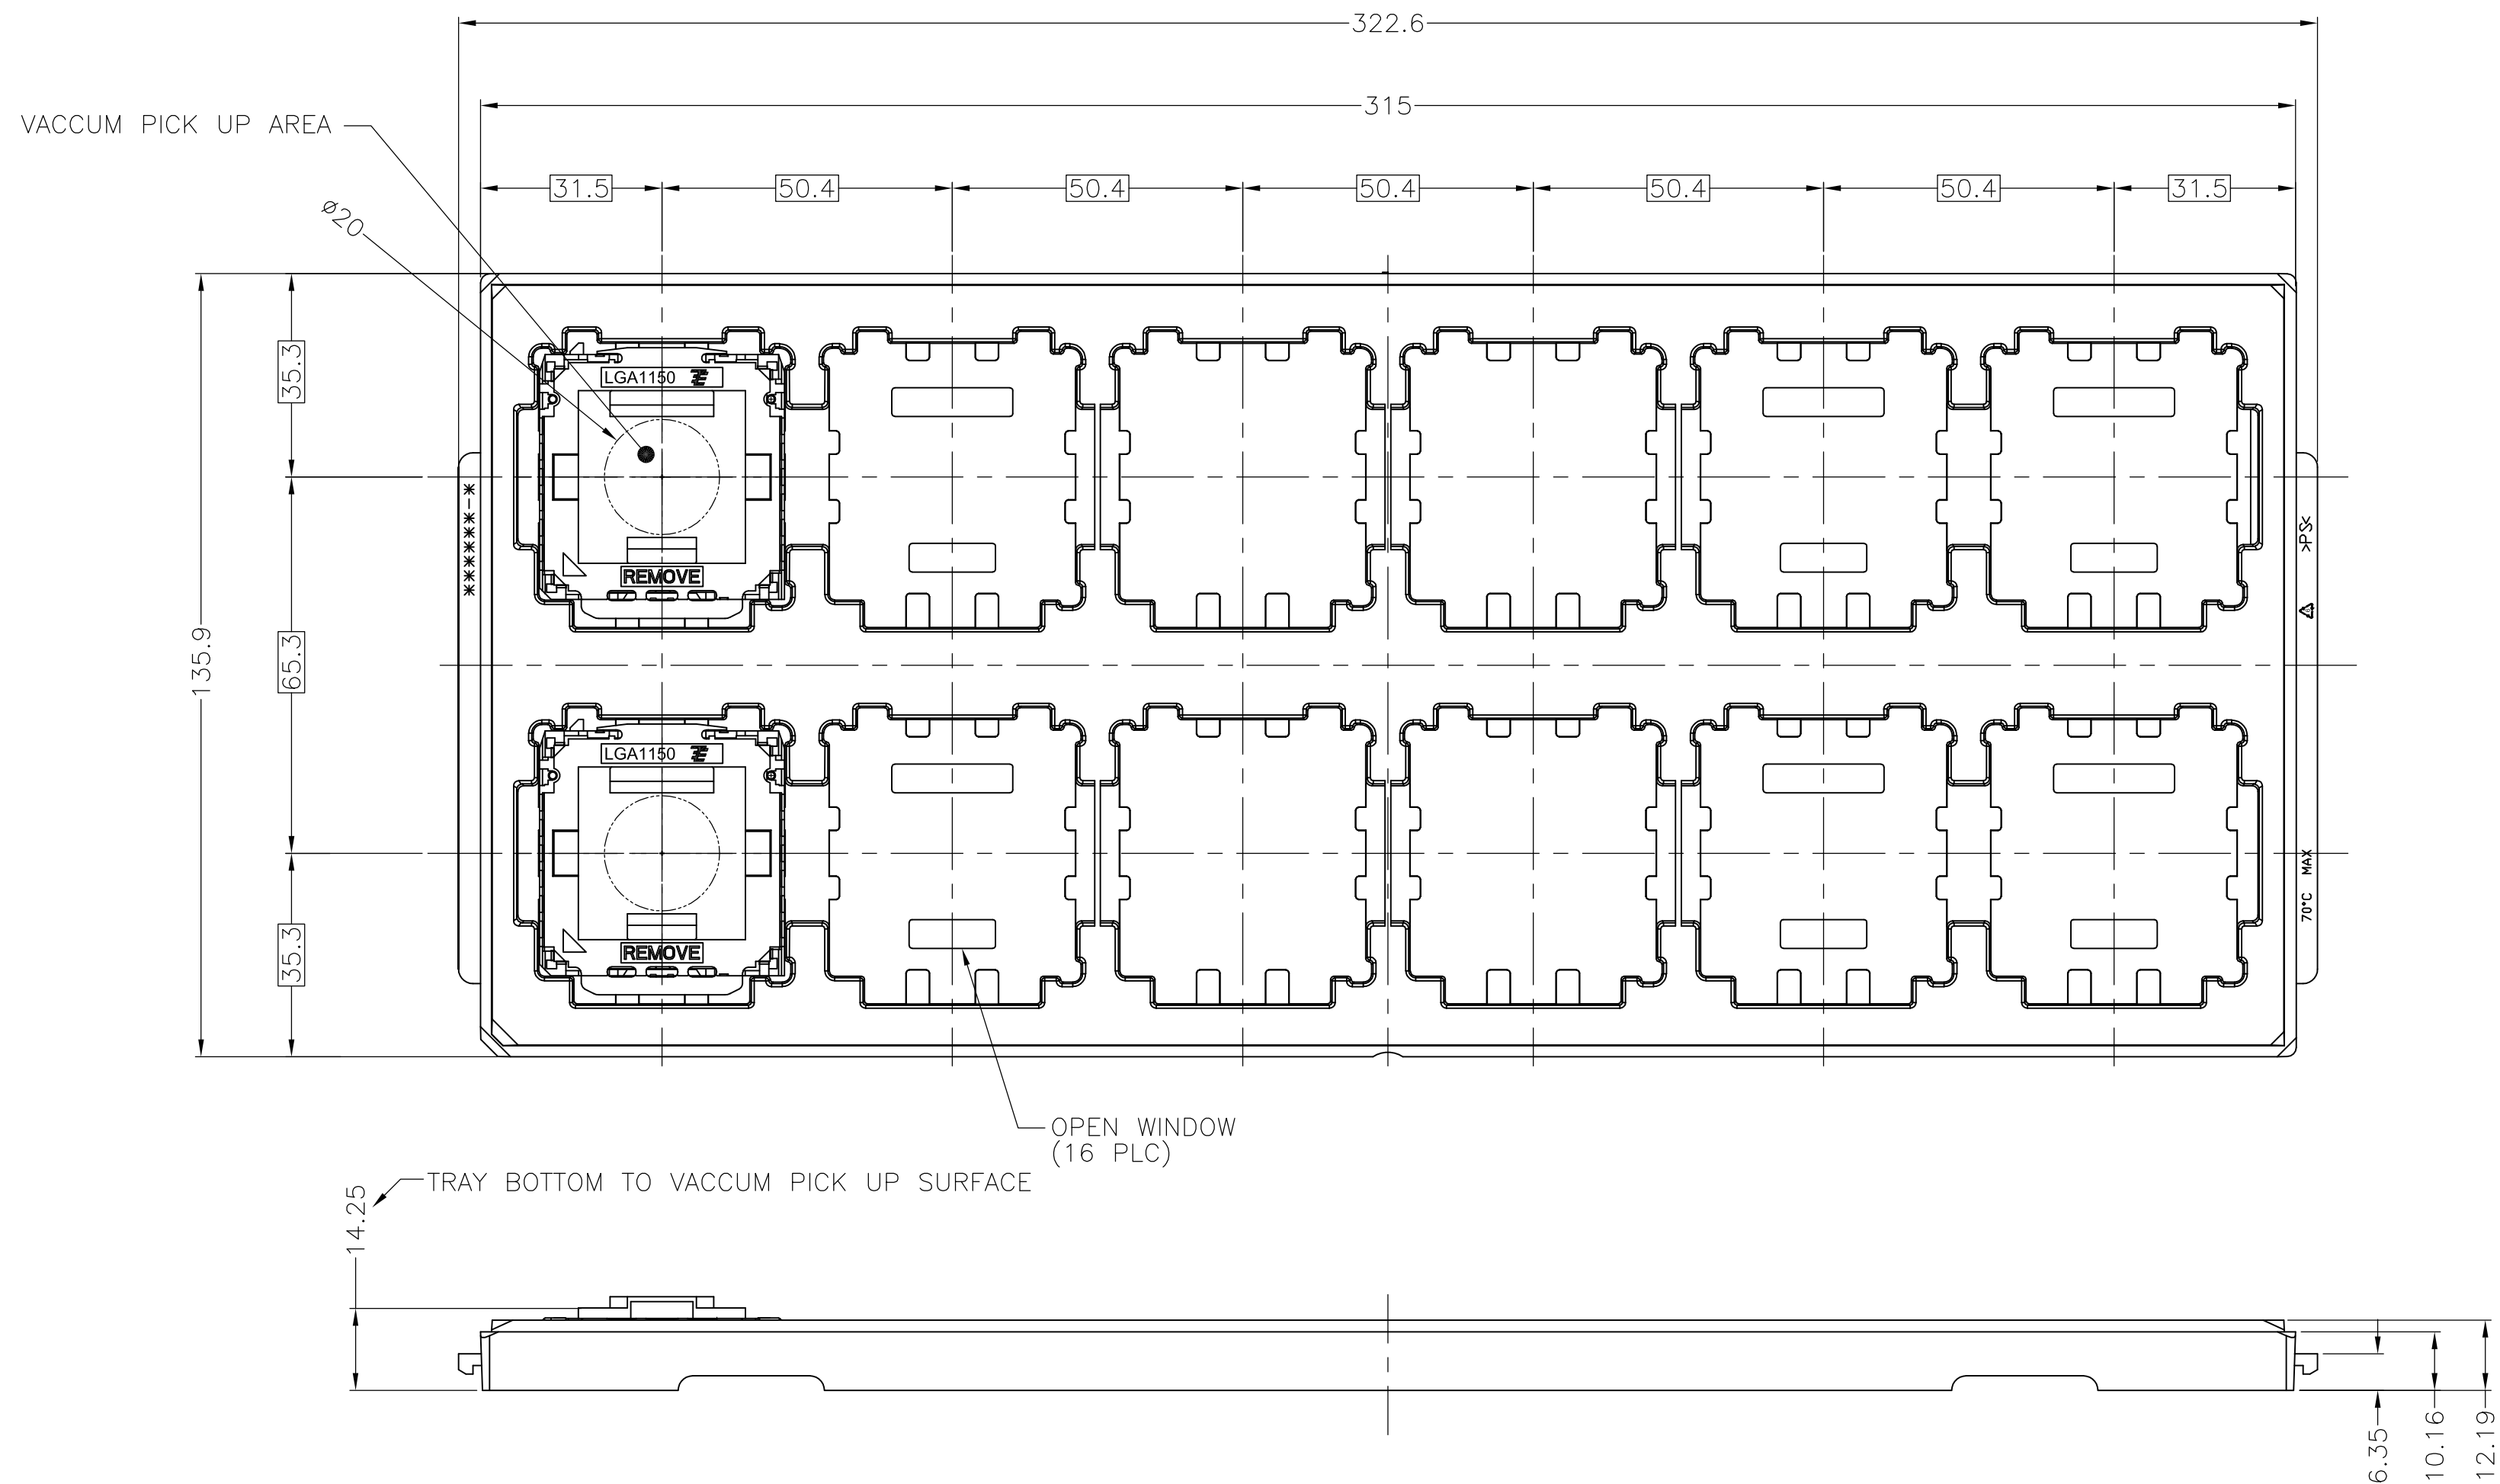 322.6
315
VACCUM PICK UP AREA
31.5
50.4
50.4
50.4
50.4
50.4
31.5
ø20
35.3
65.3
35.3
135.9
LGA1150
REMOVE
LGA1150
REMOVE
******-*
>PS<
70°C MAX
OPEN WINDOW
(16 PLC)
TRAY BOTTOM TO VACCUM PICK UP SURFACE
14.25
6.35
10.16
12.19